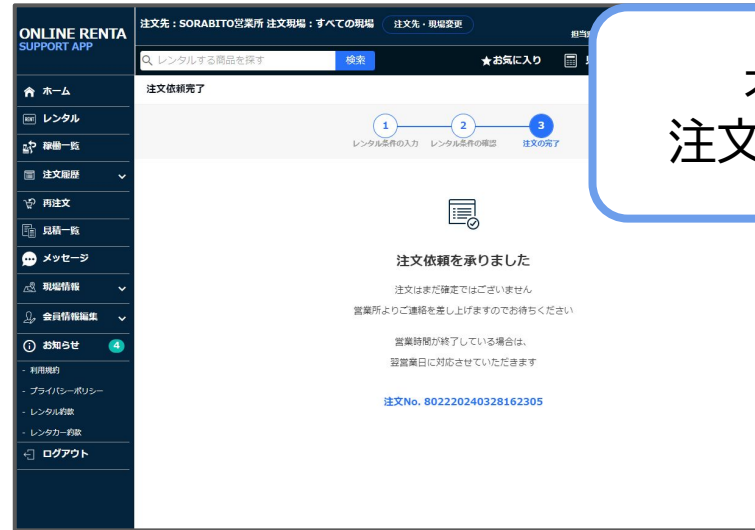 ONLINE RENTA
SUPPORT APP
注文先：SORABITO営業所 注文現場：すべての現場
注文先・現場変更
レンタルする商品を探す
検索
★お気に入り
ホーム
RENT レンタル
稼働一覧
注文履歴
再注文
見積一覧
メッセージ
現場情報
会員情報編集
お知らせ 4
- 利用規約
- プライバシーポリシー
- レンタル約款
- レンタカー約款
ログアウト
注文依頼完了
1 2 3
レンタル条件の入力 レンタル条件の確認 注文の完了
注文依頼を承りました
注文はまだ確定ではございません
営業所よりご連絡を差し上げますのでお待ちください
営業時間が終了している場合は、
翌営業日に対応させていただきます
注文No. 802220240328162305
注文